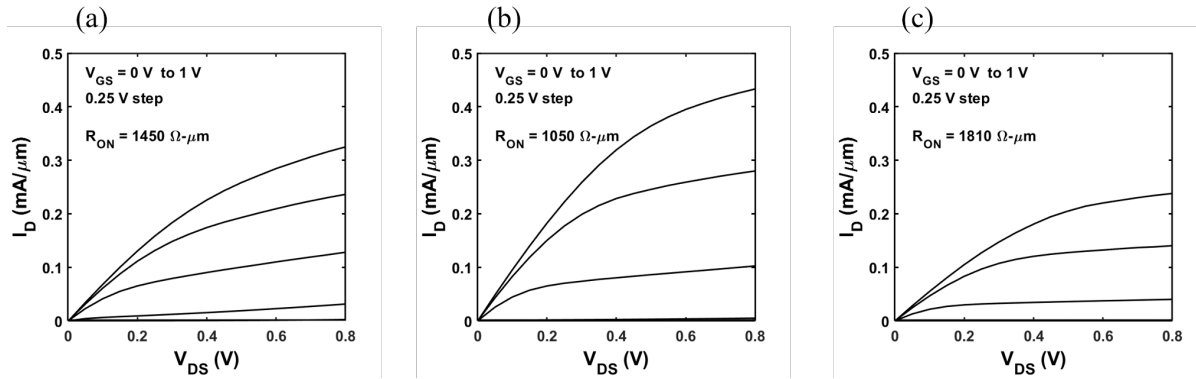 (a)
V_GS = 0 V to 1 V
0.25 V step
R_ON = 1450 Ω-μm
I_D (mA/μm)
0.5
0.4
0.3
0.2
0.1
0
0 0.2 0.4 0.6 0.8
V_DS (V)
(b)
V_GS = 0 V to 1 V
0.25 V step
R_ON = 1050 Ω-μm
I_D (mA/μm)
0.5
0.4
0.3
0.2
0.1
0
0 0.2 0.4 0.6 0.8
V_DS (V)
(c)
V_GS = 0 V to 1 V
0.25 V step
R_ON = 1810 Ω-μm
I_D (mA/μm)
0.5
0.4
0.3
0.2
0.1
0
0 0.2 0.4 0.6 0.8
V_DS (V)